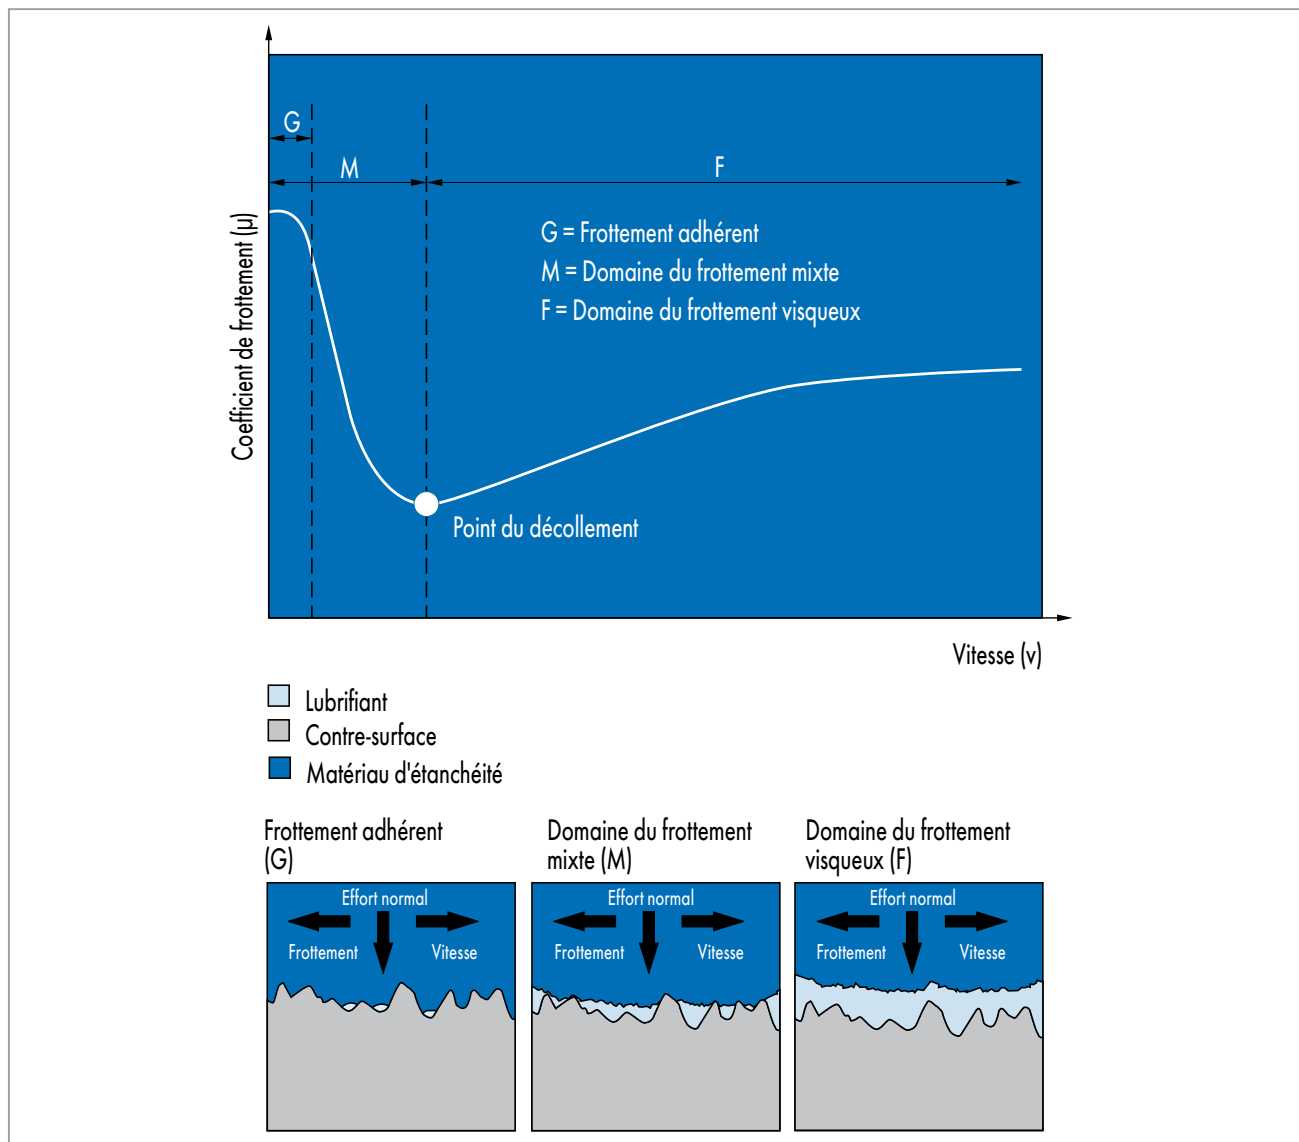 G
M
F
G = Frottement adhérent
M = Domaine du frottement mixte
F = Domaine du frottement visqueux
Coefficient de frottement (µ)
Point du décollement
Vitesse (v)
Lubrifiant
Contre-surface
Matériau d'étanchéité
Frottement adhérent
(G)
Effort normal
Frottement
Vitesse
Domaine du frottement
mixte (M)
Effort normal
Frottement
Vitesse
Domaine du frottement
visqueux (F)
Effort normal
Frottement
Vitesse